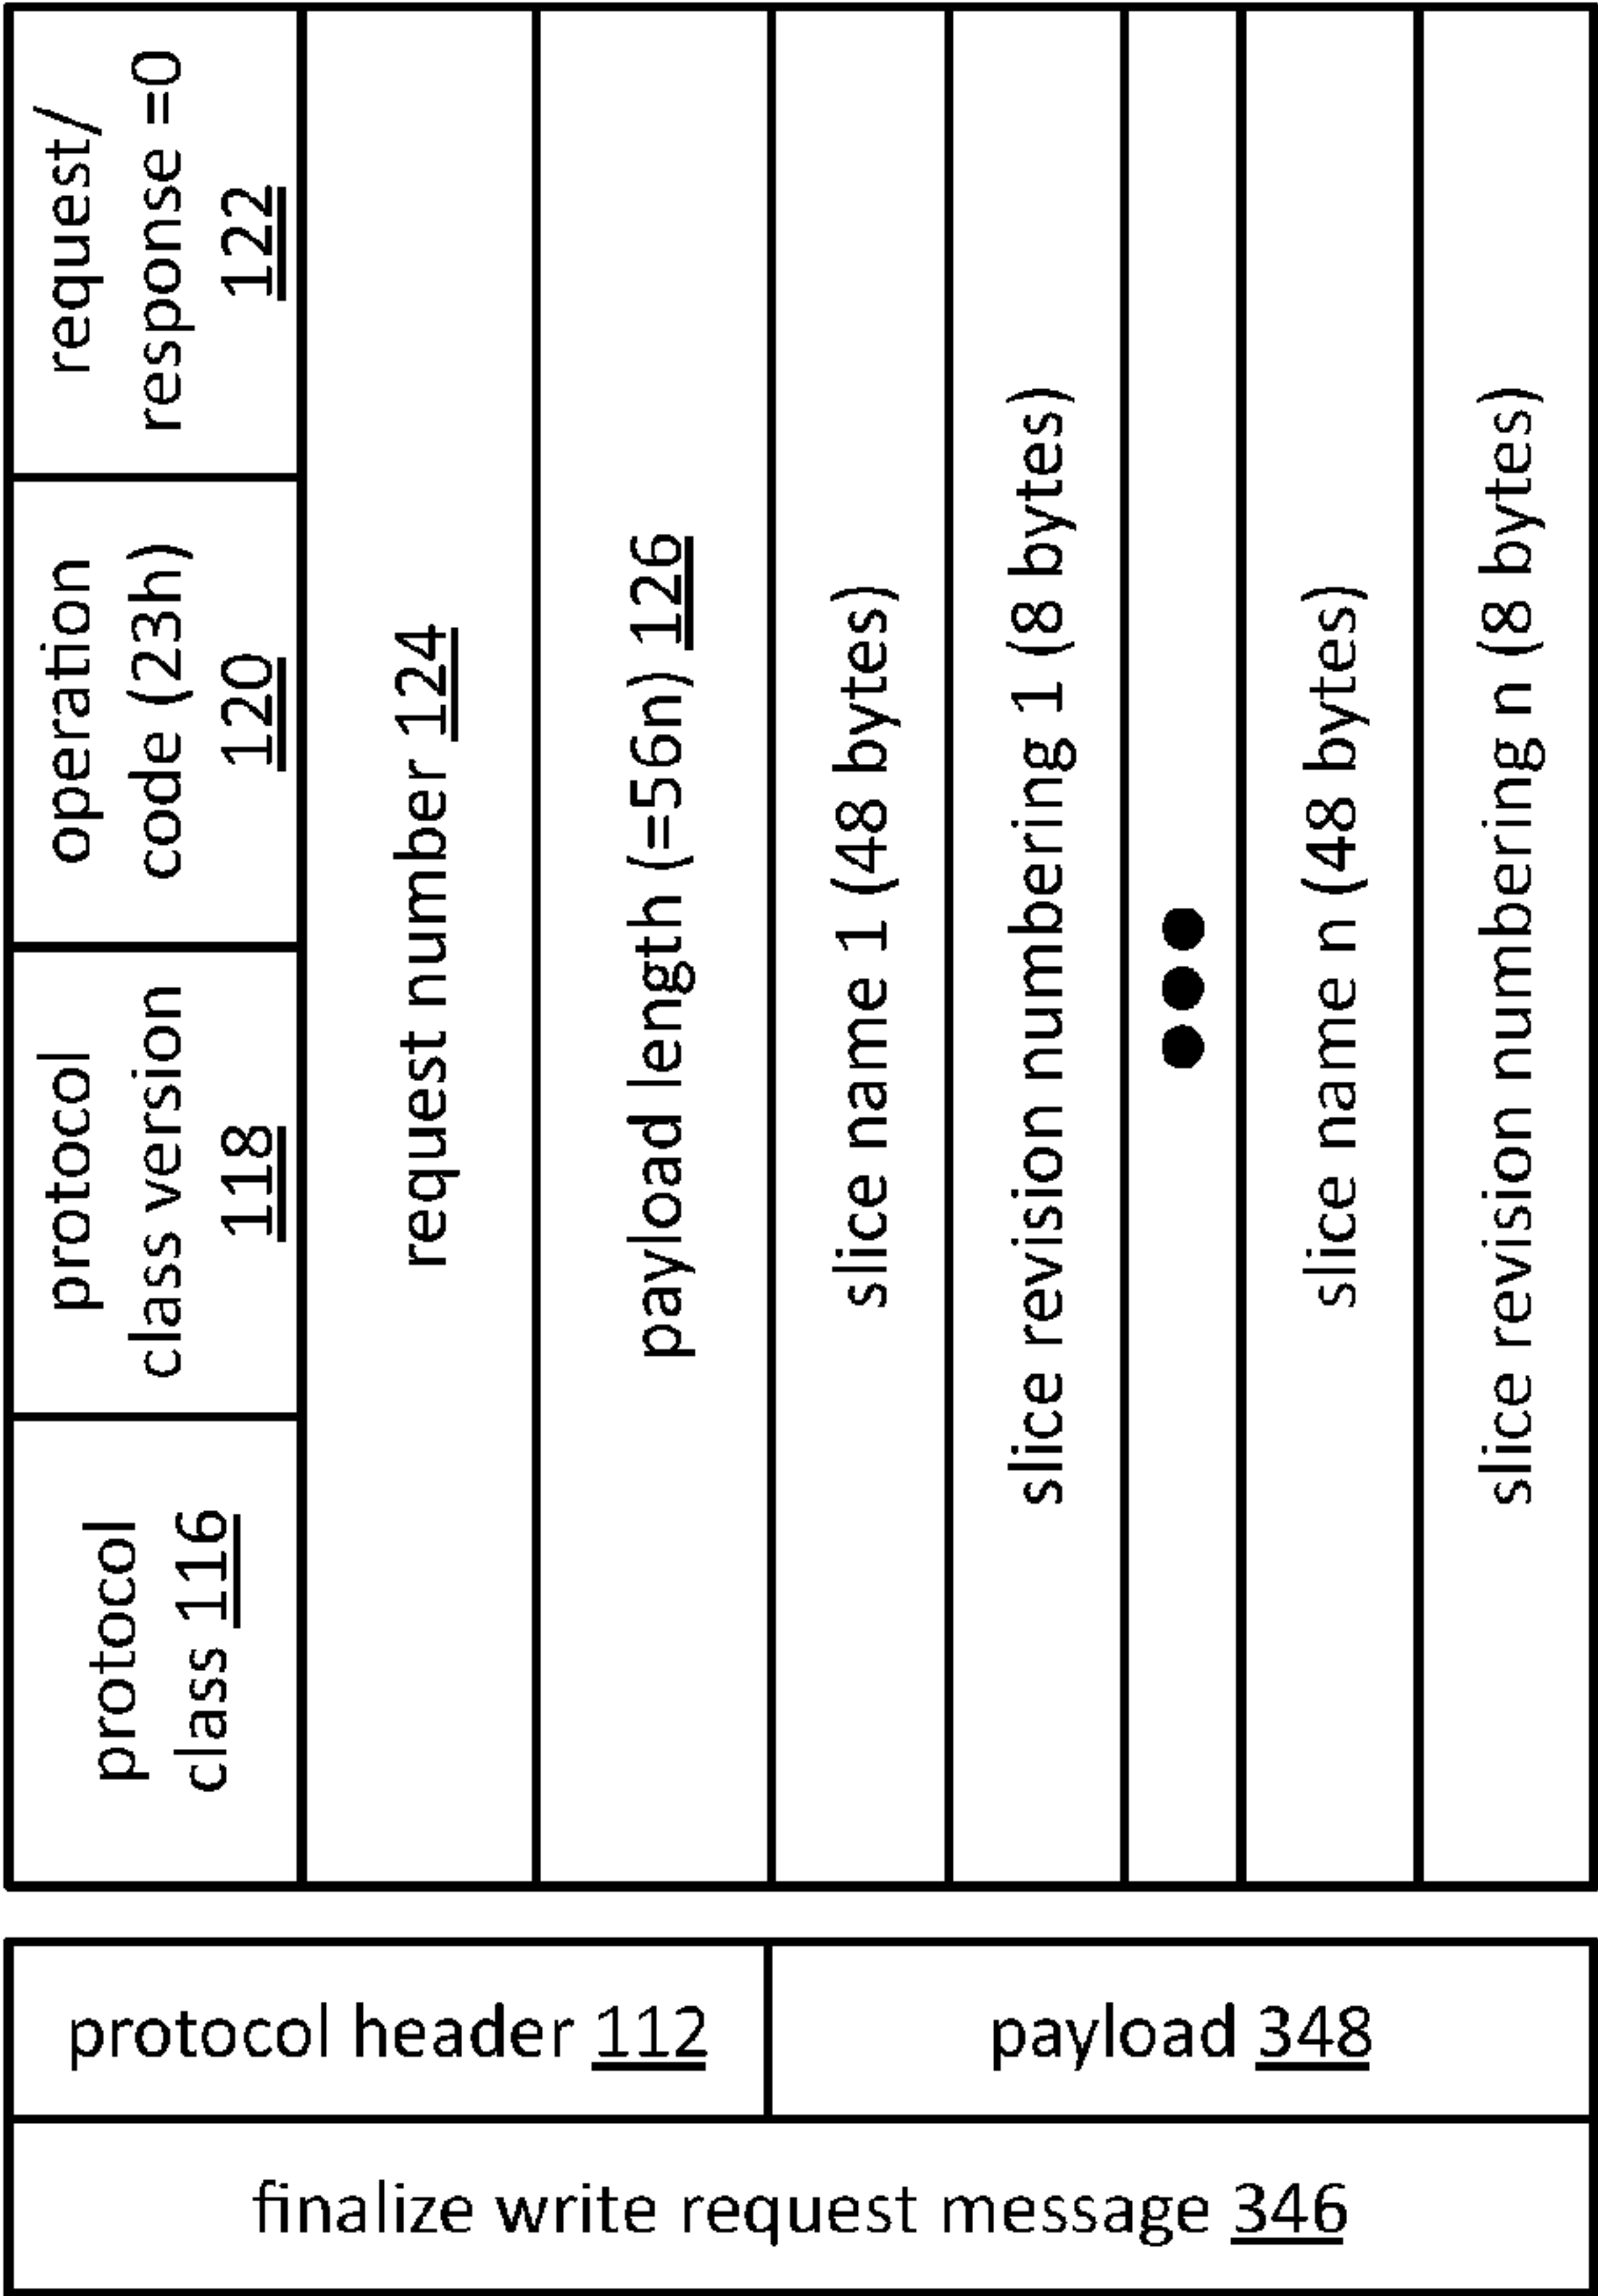 protocol
class 116
protocol
class version
118
operation
code (23h)
120
request/
response =0
122
request number 124
payload length (=56n) 126
slice name 1 (48 bytes)
slice revision numbering 1 (8 bytes)
slice name n (48 bytes)
slice revision numbering n (8 bytes)
protocol header 112
payload 348
finalize write request message 346